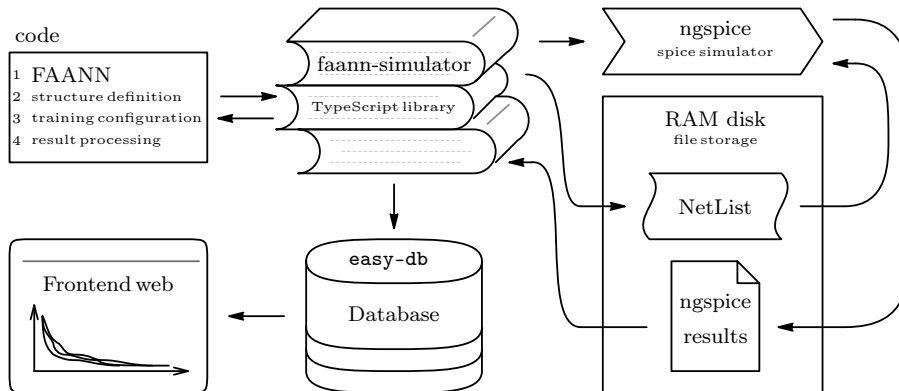 code
1 FAANN
2 structure definition
3 training configuration
4 result processing
faann-simulator
TypeScript library
ngspice
spice simulator
RAM disk
file storage
NetList
ngspice
results
easy-db
Database
Frontend web